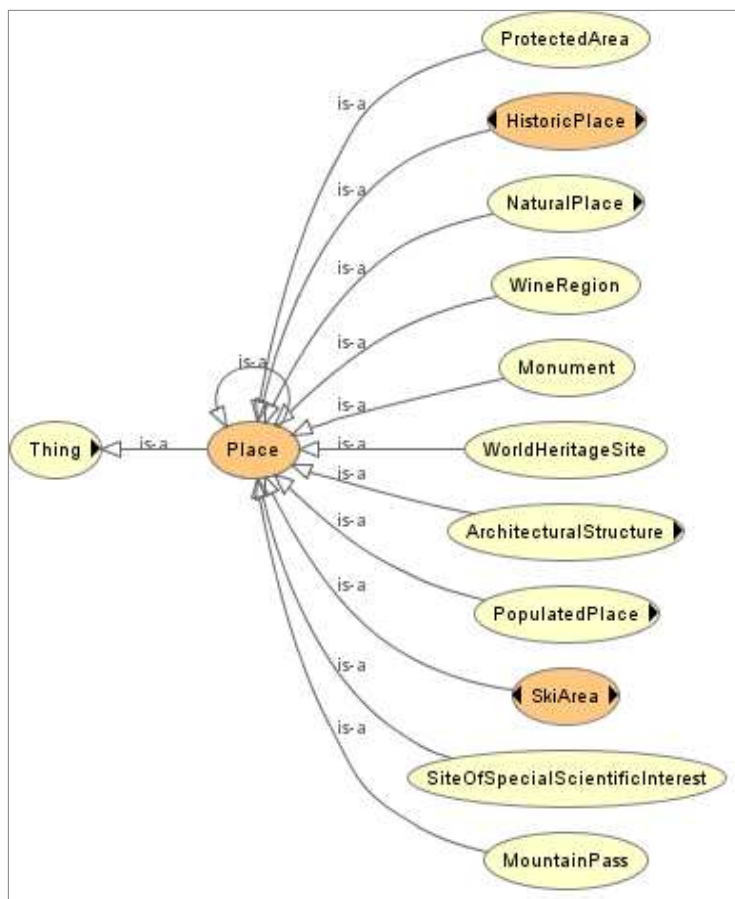 ProtectedArea
is-a
HistoricPlace
is-a
NaturalPlace
is-a
WineRegion
is-a
is-a
Monument
is-a
Thing
is-a
Place
is-a
WorldHeritageSite
is-a
ArchitecturalStructure
is-a
PopulatedPlace
is-a
SkiArea
is-a
SiteOfSpecialScientificInterest
is-a
MountainPass